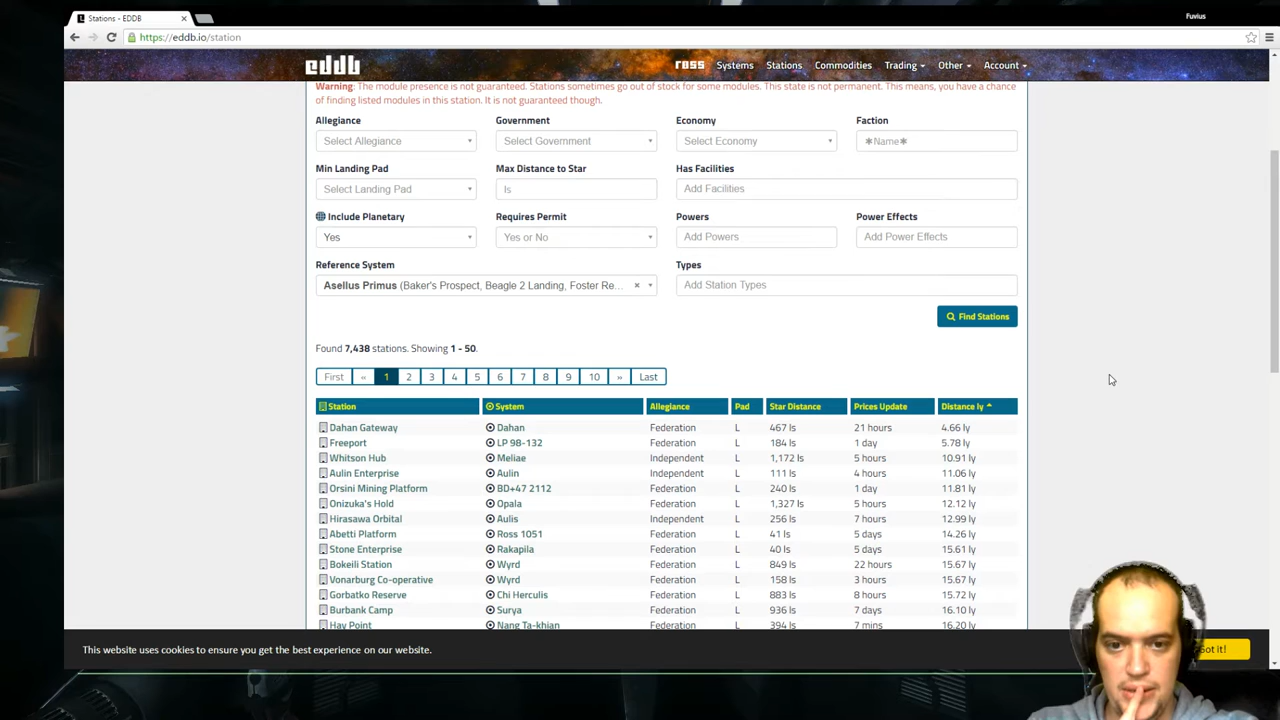 Stations - EDDB
Fuvius
https://eddb.io/station
eddb
ross Systems Stations Commodities Trading Other Account
Warning: The module presence is not guaranteed. Stations sometimes go out of stock for some modules. This state is not permanent. This means, you have a chance
of finding listed modules in this station. It is not guaranteed though.
Allegiance Government Economy Faction
Select Allegiance Select Government Select Economy ✱Name✱
Min Landing Pad Max Distance to Star Has Facilities
Select Landing Pad ls Add Facilities
Include Planetary Requires Permit Powers Power Effects
Yes Yes or No Add Powers Add Power Effects
Reference System Types
Asellus Primus (Baker's Prospect, Beagle 2 Landing, Foster Re... × Add Station Types
Find Stations
Found 7,438 stations. Showing 1 - 50.
First « 1 2 3 4 5 6 7 8 9 10 » Last
Station System Allegiance Pad Star Distance Prices Update Distance ly
Dahan Gateway Dahan Federation L 467 ls 21 hours 4.66 ly
Freeport LP 98-132 Federation L 184 ls 1 day 5.78 ly
Whitson Hub Meliae Independent L 1,172 ls 5 hours 10.91 ly
Aulin Enterprise Aulin Independent L 111 ls 4 hours 11.06 ly
Orsini Mining Platform BD+47 2112 Federation L 240 ls 1 day 11.81 ly
Onizuka's Hold Opala Federation L 1,327 ls 5 hours 12.12 ly
Hirasawa Orbital Aulis Independent L 256 ls 7 hours 12.99 ly
Abetti Platform Ross 1051 Federation L 41 ls 5 days 14.26 ly
Stone Enterprise Rakapila Federation L 40 ls 5 days 15.61 ly
Bokeili Station Wyrd Federation L 849 ls 22 hours 15.67 ly
Vonarburg Co-operative Wyrd Federation L 158 ls 3 hours 15.67 ly
Gorbatko Reserve Chi Herculis Federation L 883 ls 8 hours 15.72 ly
Burbank Camp Surya Federation L 936 ls 7 days 16.10 ly
Hay Point Nang Ta-khian Federation L 394 ls 7 mins 16.20 ly
This website uses cookies to ensure you get the best experience on our website.
Got it!